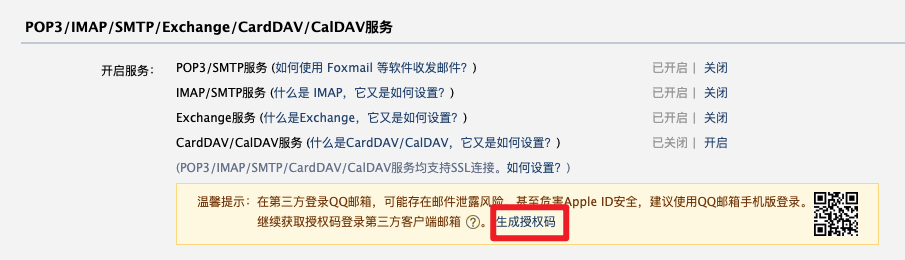 POP3/IMAP/SMTP/Exchange/CardDAV/CalDAV服务
开启服务： POP3/SMTP服务 (如何使用 Foxmail 等软件收发邮件？) 已开启 | 关闭
IMAP/SMTP服务 (什么是 IMAP，它又是如何设置？) 已开启 | 关闭
Exchange服务 (什么是Exchange，它又是如何设置？) 已开启 | 关闭
CardDAV/CalDAV服务 (什么是CardDAV/CalDAV，它又是如何设置？) 已关闭 | 开启
(POP3/IMAP/SMTP/CardDAV/CalDAV服务均支持SSL连接。如何设置？)
温馨提示：在第三方登录QQ邮箱，可能存在邮件泄露风险，甚至危害Apple ID安全，建议使用QQ邮箱手机版登录。
继续获取授权码登录第三方客户端邮箱 ?。 生成授权码